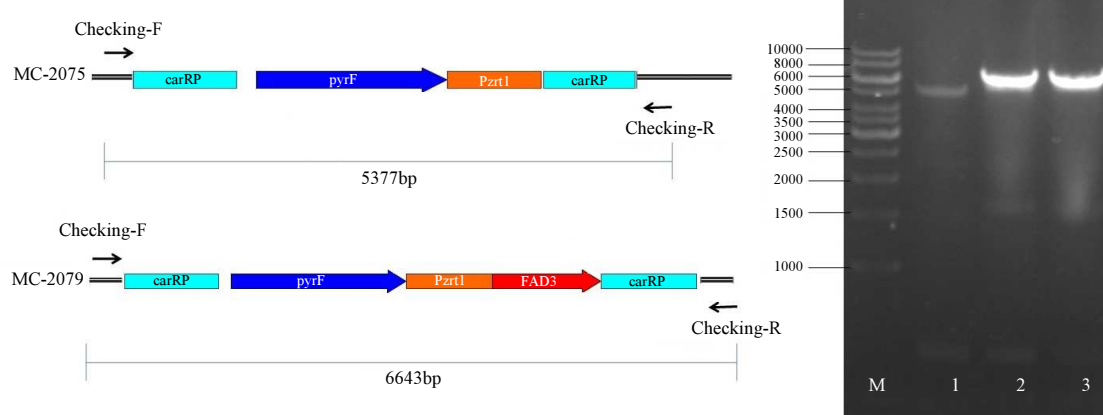 Checking-F
MC-2075
carRP
pyrF
Pzrt1
carRP
Checking-R
5377bp
Checking-F
MC-2079
carRP
pyrF
Pzrt1
FAD3
carRP
Checking-R
6643bp
10000
8000
6000
5000
4000
3500
3000
2500
2000
1500
1000
M 1 2 3